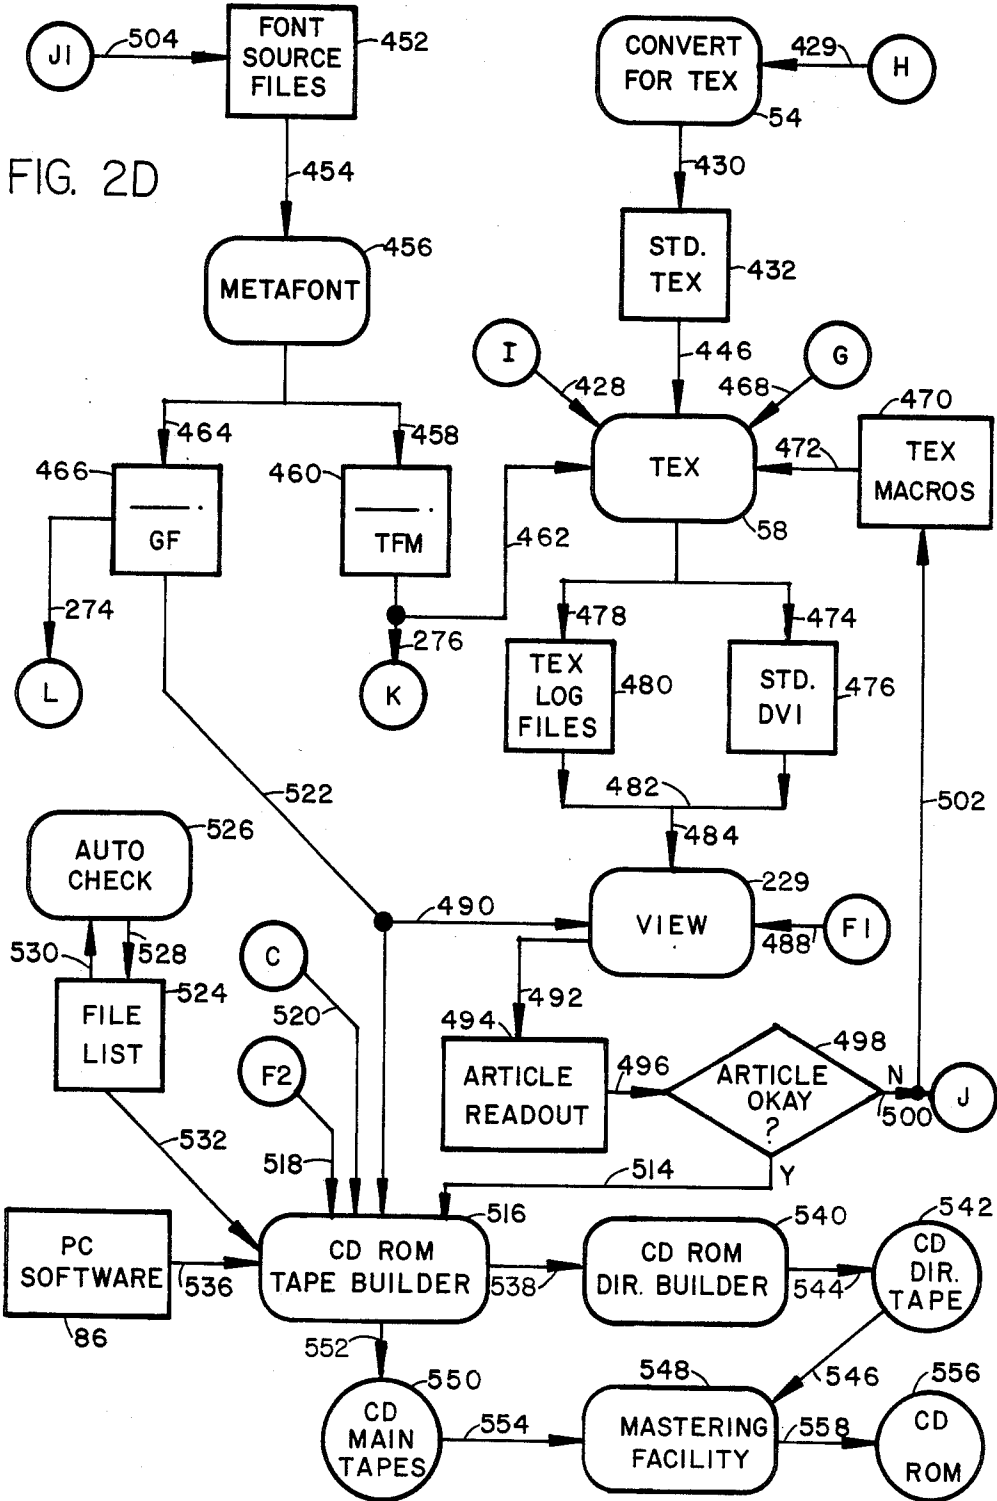 J1
504
FONT
SOURCE
FILES
452
CONVERT
FOR TEX
429
H
54
FIG. 2D
454
430
METAFONT
456
STD.
TEX
432
I
428
446
468
G
464
458
466
GF
460
TFM
TEX
58
472
470
TEX
MACROS
462
274
276
L
K
478
474
TEX
LOG
FILES
480
STD.
DVI
476
482
484
502
522
526
AUTO
CHECK
530
528
490
229
VIEW
488
F1
C
520
524
FILE
LIST
492
494
ARTICLE
READOUT
496
498
ARTICLE
OKAY
?
N
500
J
F2
532
518
514
Y
PC
SOFTWARE
86
536
516
CD ROM
TAPE BUILDER
538
540
CD ROM
DIR. BUILDER
544
542
CD
DIR.
TAPE
552
550
CD
MAIN
TAPES
554
548
MASTERING
FACILITY
546
558
556
CD
ROM